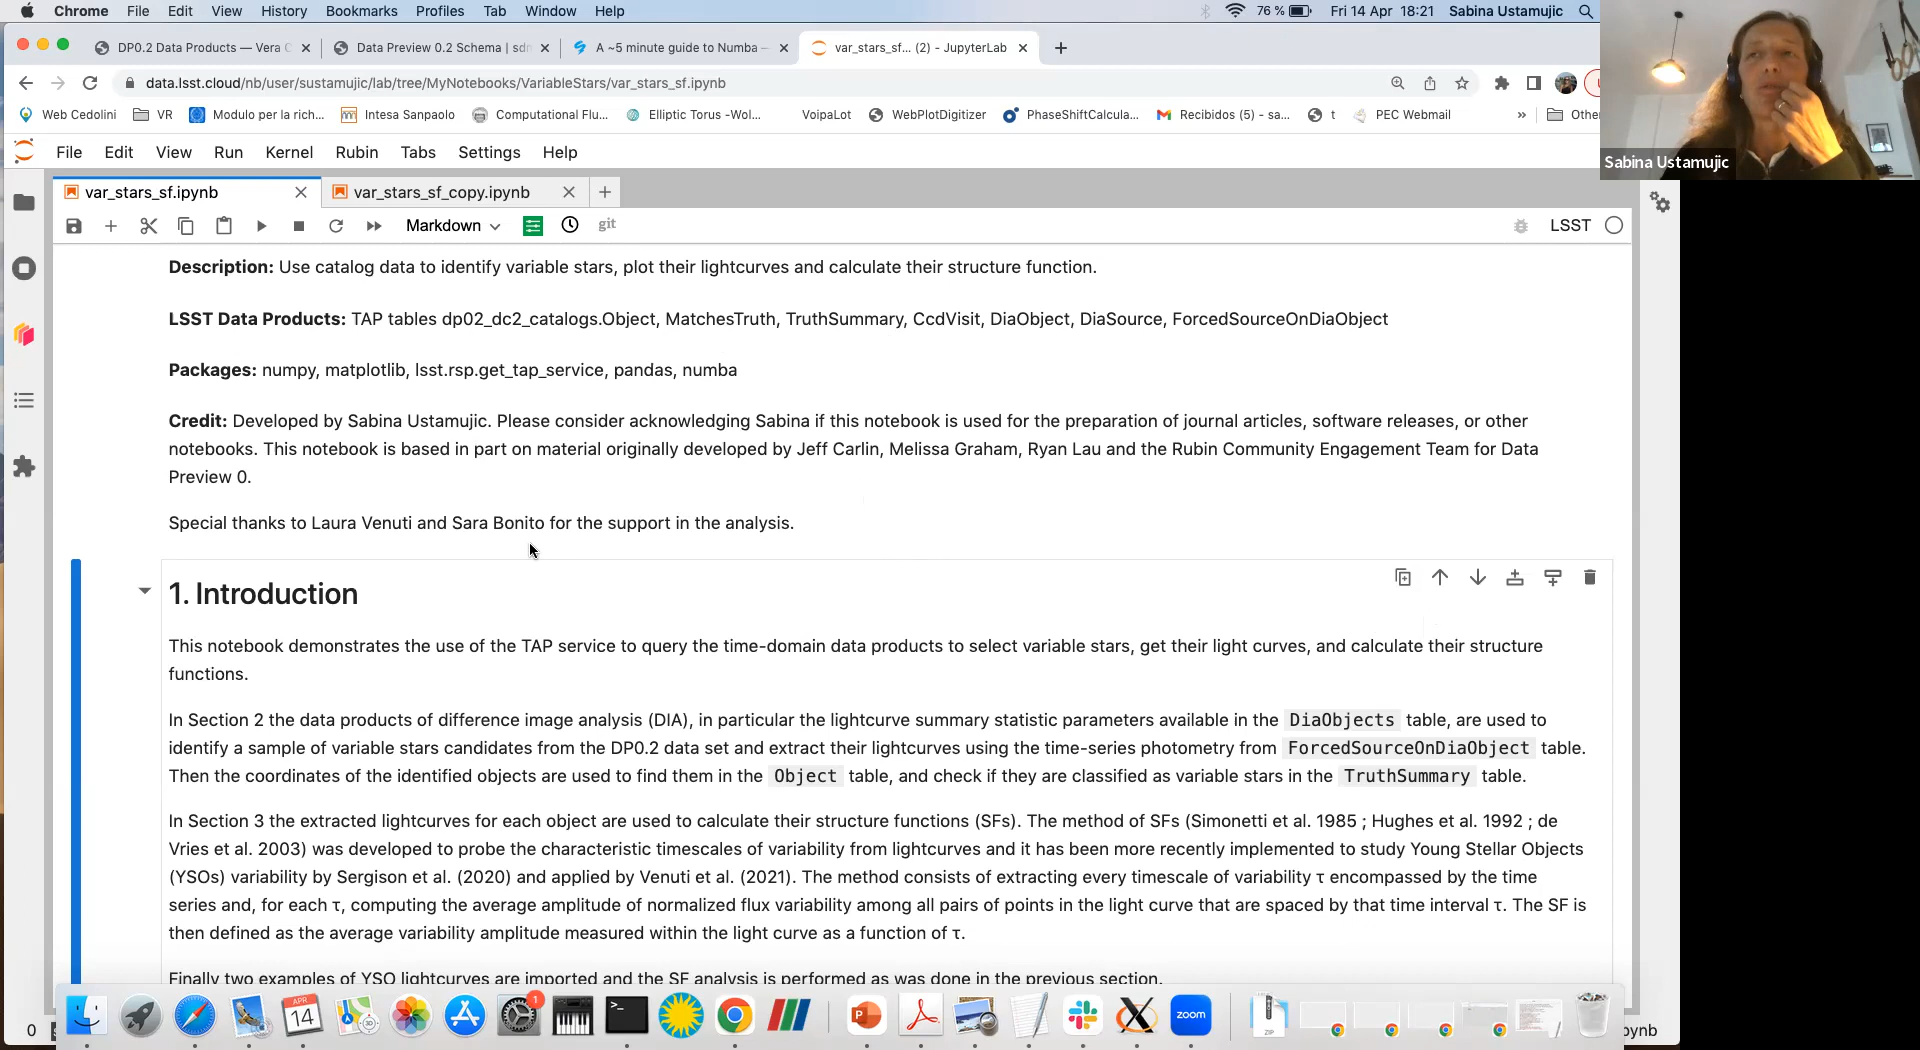 Chrome File Edit View History Bookmarks Profiles Tab Window Help 76 % Fri 14 Apr 18:21 Sabina Ustamujic
DP0.2 Data Products — Vera Data Preview 0.2 Schema | A ~5 minute guide to Numba — var_stars_sf... (2) - JupyterLab
data.lsst.cloud/nb/user/sustamujic/lab/tree/MyNotebooks/VariableStars/var_stars_sf.ipynb
Web Cedolini VR Modulo per la rich... Intesa Sanpaolo Computational Flu... Elliptic Torus -Wol... VoipaLot WebPlotDigitizer PhaseShiftCalcula... Recibidos (5) - sa... t PEC Webmail »
File Edit View Run Kernel Rubin Tabs Settings Help
Sabina Ustamujic
var_stars_sf.ipynb var_stars_sf_copy.ipynb
Markdown git LSST
Description: Use catalog data to identify variable stars, plot their lightcurves and calculate their structure function.
LSST Data Products: TAP tables dp02_dc2_catalogs.Object, MatchesTruth, TruthSummary, CcdVisit, DiaObject, DiaSource, ForcedSourceOnDiaObject
Packages: numpy, matplotlib, lsst.rsp.get_tap_service, pandas, numba
Credit: Developed by Sabina Ustamujic. Please consider acknowledging Sabina if this notebook is used for the preparation of journal articles, software releases, or other
notebooks. This notebook is based in part on material originally developed by Jeff Carlin, Melissa Graham, Ryan Lau and the Rubin Community Engagement Team for Data
Preview 0.
Special thanks to Laura Venuti and Sara Bonito for the support in the analysis.
1. Introduction
This notebook demonstrates the use of the TAP service to query the time-domain data products to select variable stars, get their light curves, and calculate their structure
functions.
In Section 2 the data products of difference image analysis (DIA), in particular the lightcurve summary statistic parameters available in the DiaObjects table, are used to
identify a sample of variable stars candidates from the DP0.2 data set and extract their lightcurves using the time-series photometry from ForcedSourceOnDiaObject table.
Then the coordinates of the identified objects are used to find them in the Object table, and check if they are classified as variable stars in the TruthSummary table.
In Section 3 the extracted lightcurves for each object are used to calculate their structure functions (SFs). The method of SFs (Simonetti et al. 1985 ; Hughes et al. 1992 ; de
Vries et al. 2003) was developed to probe the characteristic timescales of variability from lightcurves and it has been more recently implemented to study Young Stellar Objects
(YSOs) variability by Sergison et al. (2020) and applied by Venuti et al. (2021). The method consists of extracting every timescale of variability τ encompassed by the time
series and, for each τ, computing the average amplitude of normalized flux variability among all pairs of points in the light curve that are spaced by that time interval τ. The SF is
then defined as the average variability amplitude measured within the light curve as a function of τ.
Finally two examples of YSO lightcurves are imported and the SF analysis is performed as was done in the previous section.
APR
14
1
zoom
ZIP
0